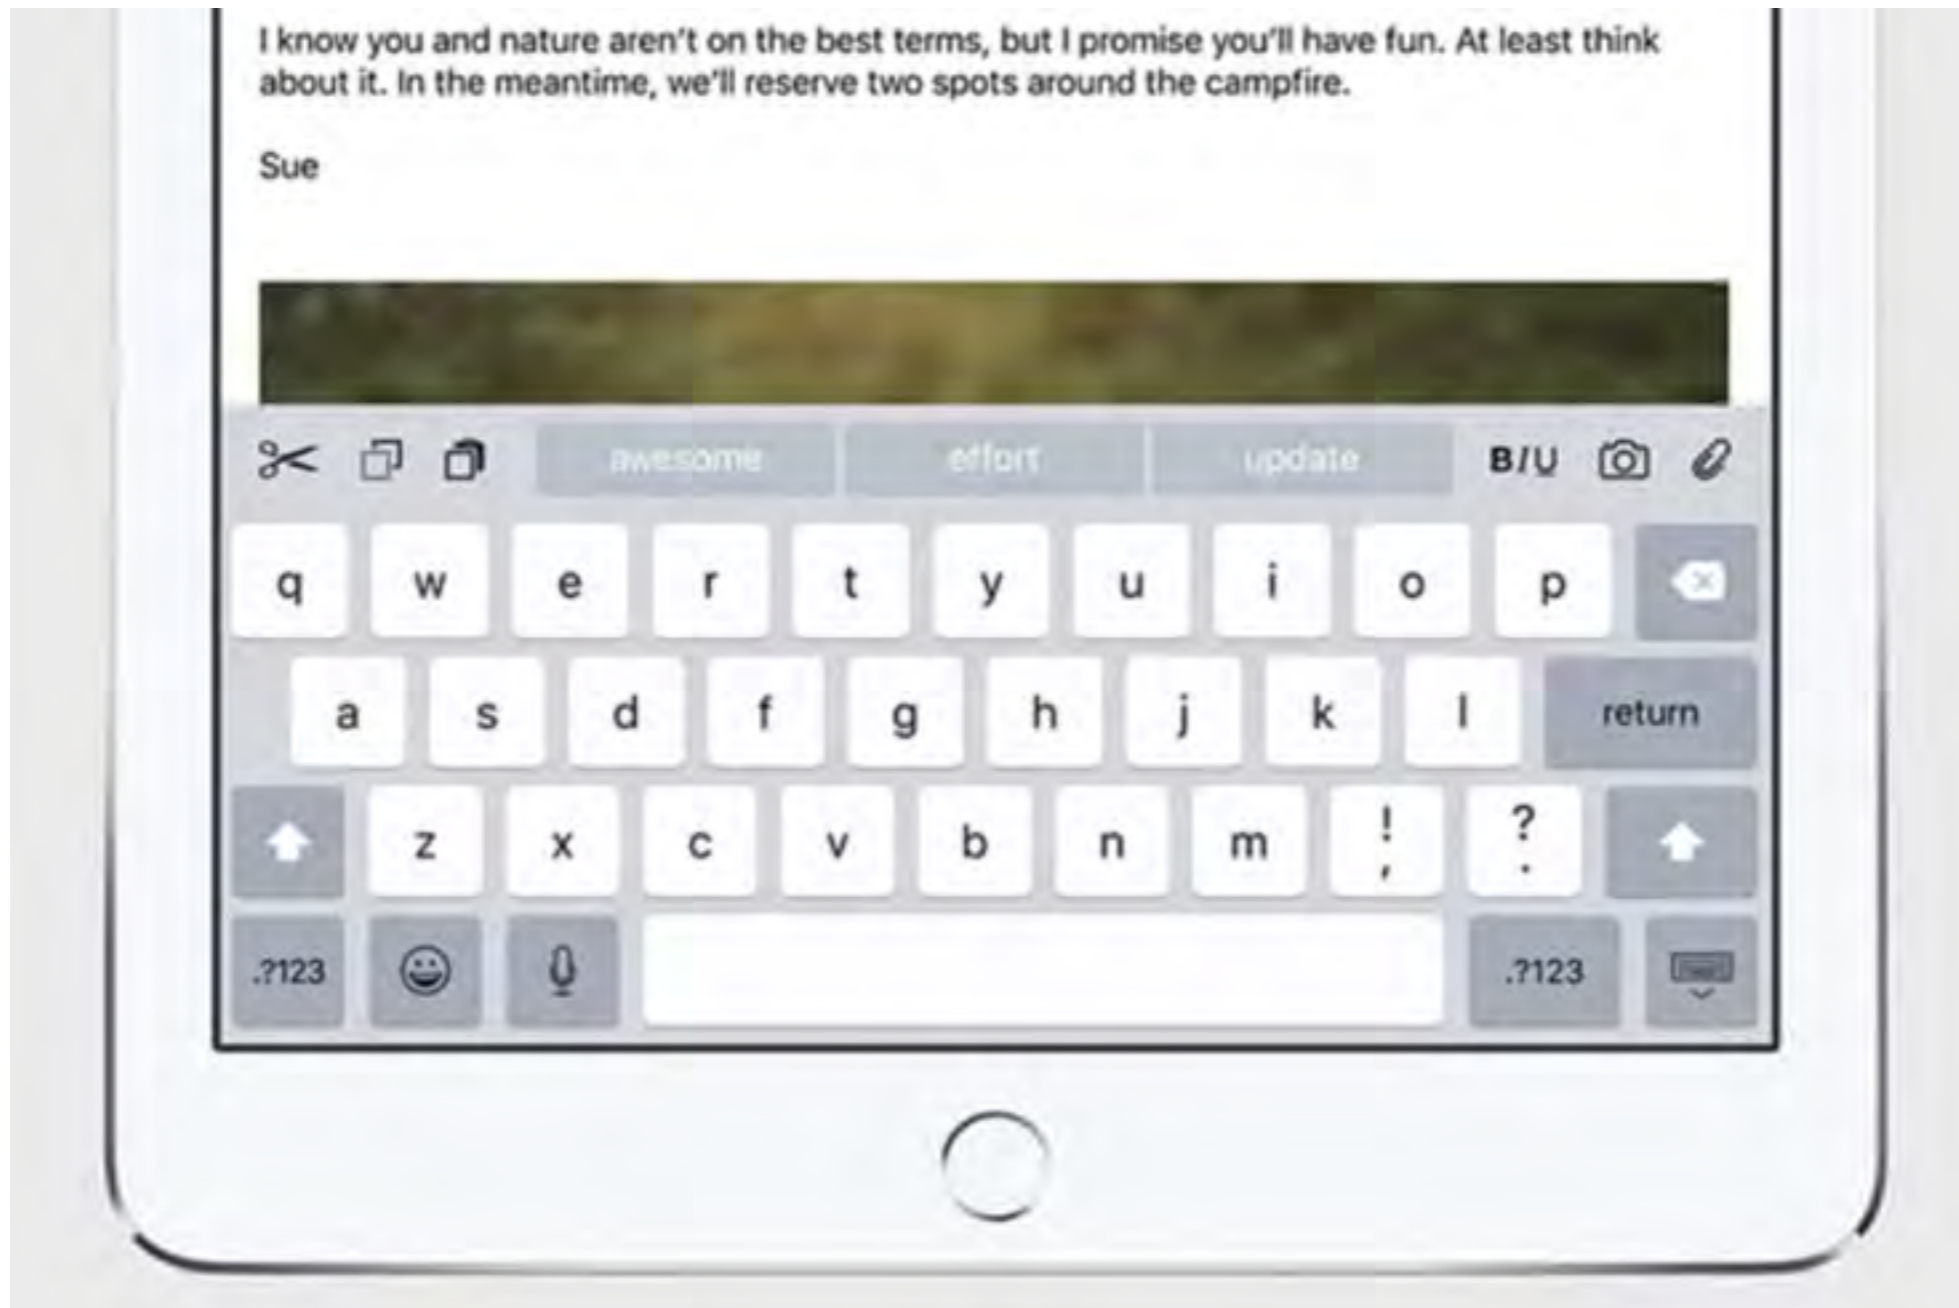 I know you and nature aren't on the best terms, but I promise you'll have fun. At least think
about it. In the meantime, we'll reserve two spots around the campfire.
Sue
awesome effort update B I U
q w e r t y u i o p
a s d f g h j k l return
z x c v b n m ! , ? .
.?123 .?123